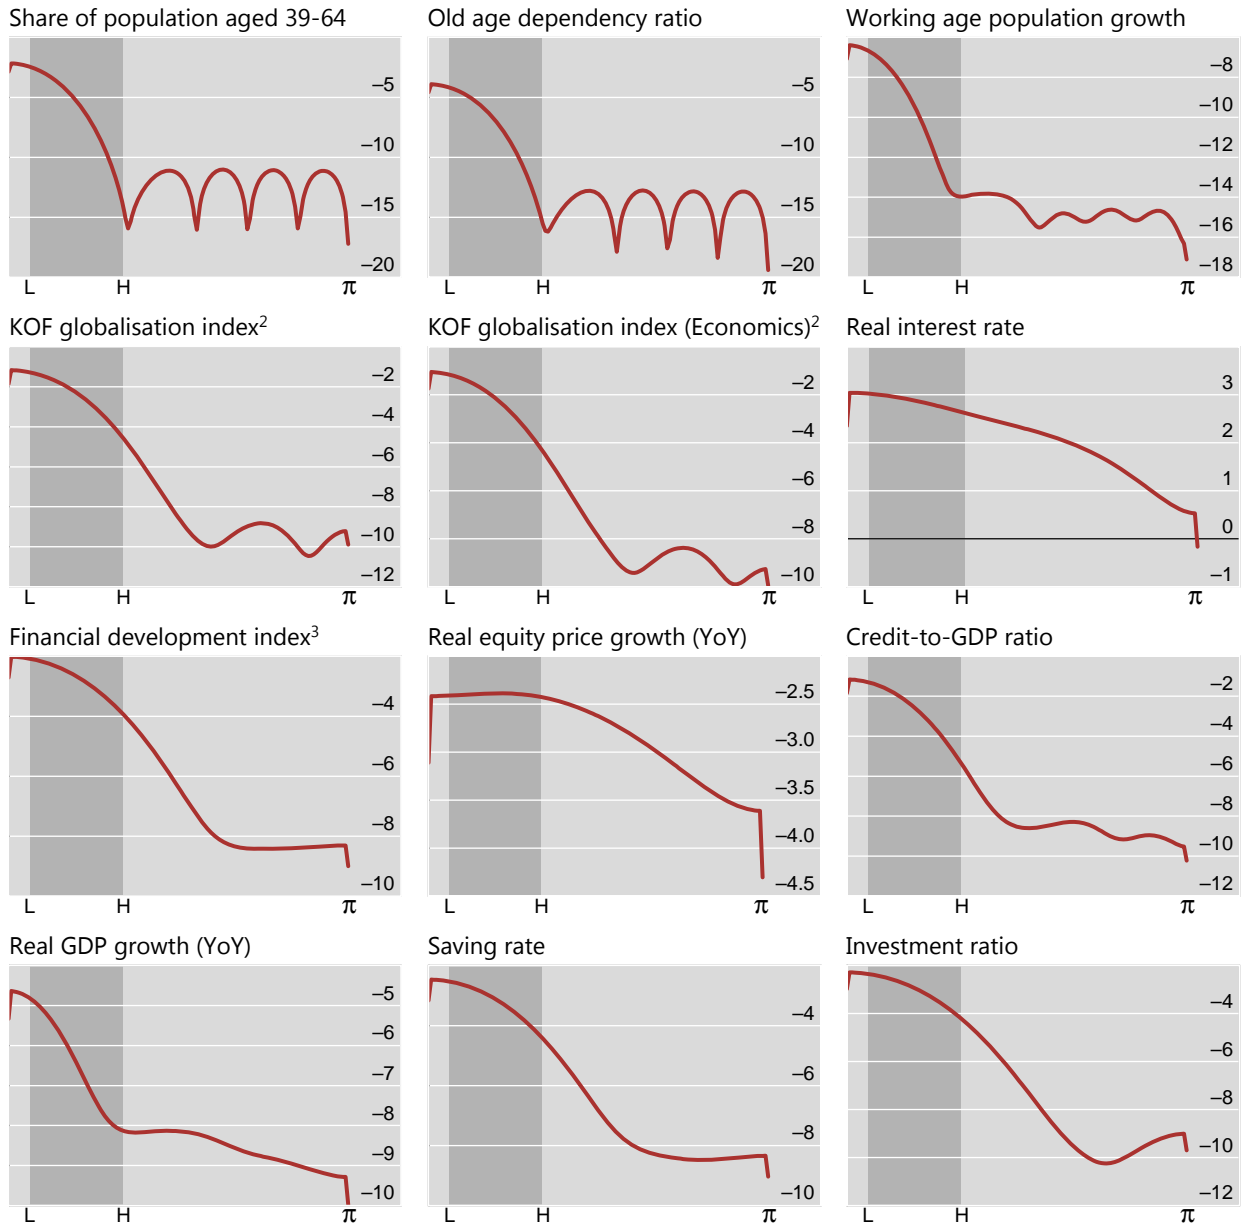 Share of population aged 39-64
–5
–10
–15
–20
L H π
Old age dependency ratio
–5
–10
–15
–20
L H π
Working age population growth
–8
–10
–12
–14
–16
–18
L H π
KOF globalisation index²
–2
–4
–6
–8
–10
–12
L H π
KOF globalisation index (Economics)²
–2
–4
–6
–8
–10
L H π
Real interest rate
3
2
1
0
–1
L H π
Financial development index³
–4
–6
–8
–10
L H π
Real equity price growth (YoY)
–2.5
–3.0
–3.5
–4.0
–4.5
L H π
Credit-to-GDP ratio
–2
–4
–6
–8
–10
–12
L H π
Real GDP growth (YoY)
–5
–6
–7
–8
–9
–10
L H π
Saving rate
–4
–6
–8
–10
L H π
Investment ratio
–4
–6
–8
–10
–12
L H π